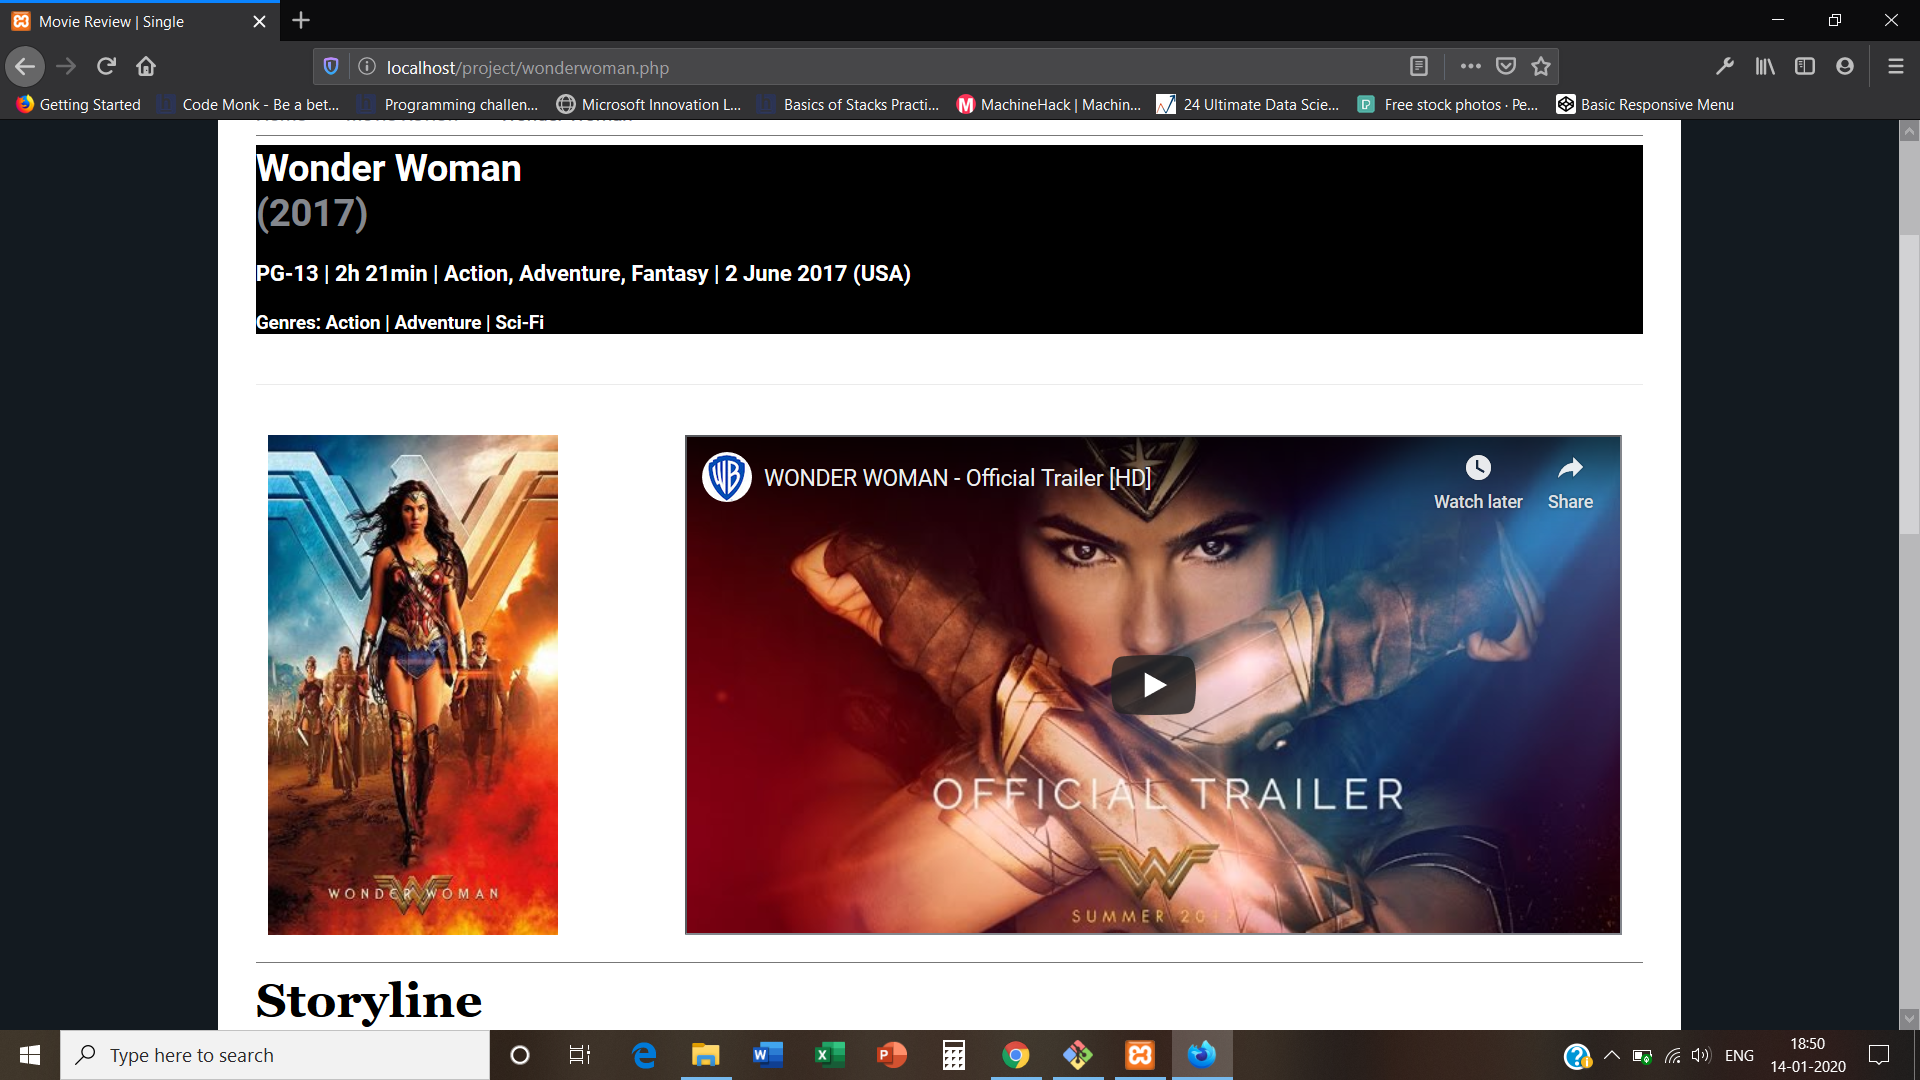 Movie Review | Single
localhost/project/wonderwoman.php
Getting Started
Code Monk - Be a bet...
Programming challen...
Microsoft Innovation L...
Basics of Stacks Practi...
M
MachineHack | Machin...
24 Ultimate Data Scie...
Free stock photos · Pe...
Basic Responsive Menu
Wonder Woman
(2017)
PG-13 | 2h 21min | Action, Adventure, Fantasy | 2 June 2017 (USA)
Genres: Action | Adventure | Sci-Fi
WB
WONDER WOMAN - Official Trailer [HD]
Watch later
Share
OFFICIAL TRAILER
SUMMER 2017
WONDER WOMAN
Storyline
Type here to search
ENG
18:50
14-01-2020